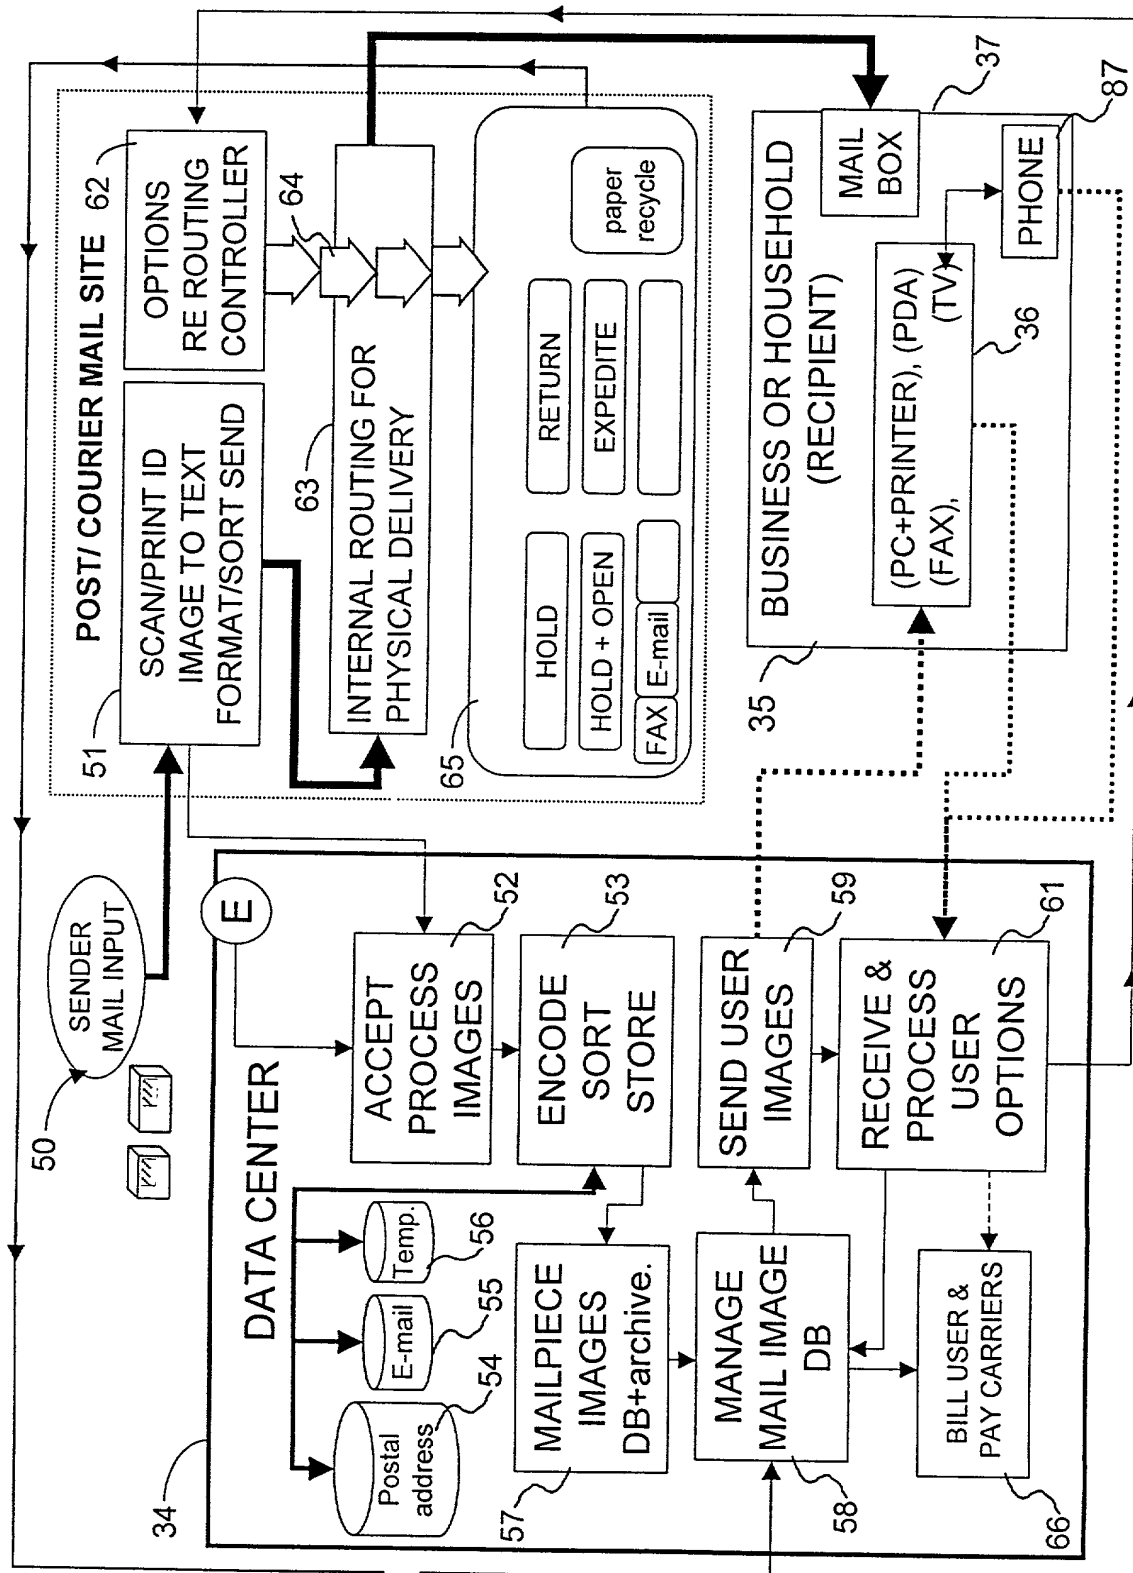 50
SENDER
MAIL INPUT
POST/ COURIER MAIL SITE
51
SCAN/PRINT ID
IMAGE TO TEXT
FORMAT/SORT SEND
62
OPTIONS
RE ROUTING
CONTROLLER
63
64
INTERNAL ROUTING FOR
PHYSICAL DELIVERY
65
HOLD
RETURN
HOLD + OPEN
EXPEDITE
FAX
E-mail
paper
recycle
34
DATA CENTER
E
Postal
address
54
E-mail
55
Temp.
56
ACCEPT
PROCESS
IMAGES
52
ENCODE
SORT
STORE
53
57
MAILPIECE
IMAGES
DB+archive.
58
MANAGE
MAIL IMAGE
DB
SEND USER
IMAGES
59
RECEIVE &
PROCESS
USER
OPTIONS
61
66
BILL USER &
PAY CARRIERS
35
BUSINESS OR HOUSEHOLD
(RECIPIENT)
MAIL
BOX
37
(PC+PRINTER), (PDA)
(FAX),
(TV)
36
PHONE
87